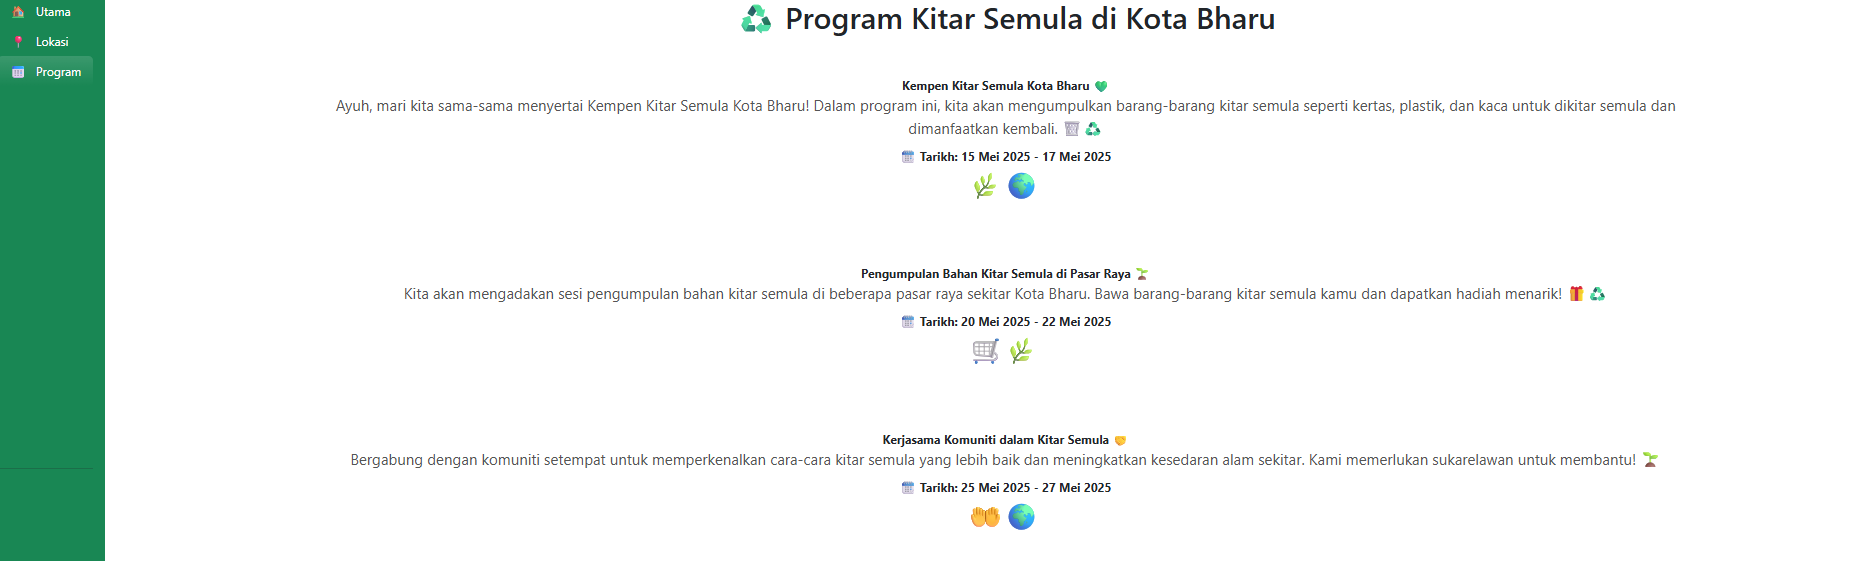 Utama
Lokasi
Program
Program Kitar Semula di Kota Bharu
Kempen Kitar Semula Kota Bharu
Ayuh, mari kita sama-sama menyertai Kempen Kitar Semula Kota Bharu! Dalam program ini, kita akan mengumpulkan barang-barang kitar semula seperti kertas, plastik, dan kaca untuk dikitar semula dan
dimanfaatkan kembali.
Tarikh: 15 Mei 2025 - 17 Mei 2025
Pengumpulan Bahan Kitar Semula di Pasar Raya
Kita akan mengadakan sesi pengumpulan bahan kitar semula di beberapa pasar raya sekitar Kota Bharu. Bawa barang-barang kitar semula kamu dan dapatkan hadiah menarik!
Tarikh: 20 Mei 2025 - 22 Mei 2025
Kerjasama Komuniti dalam Kitar Semula
Bergabung dengan komuniti setempat untuk memperkenalkan cara-cara kitar semula yang lebih baik dan meningkatkan kesedaran alam sekitar. Kami memerlukan sukarelawan untuk membantu!
Tarikh: 25 Mei 2025 - 27 Mei 2025